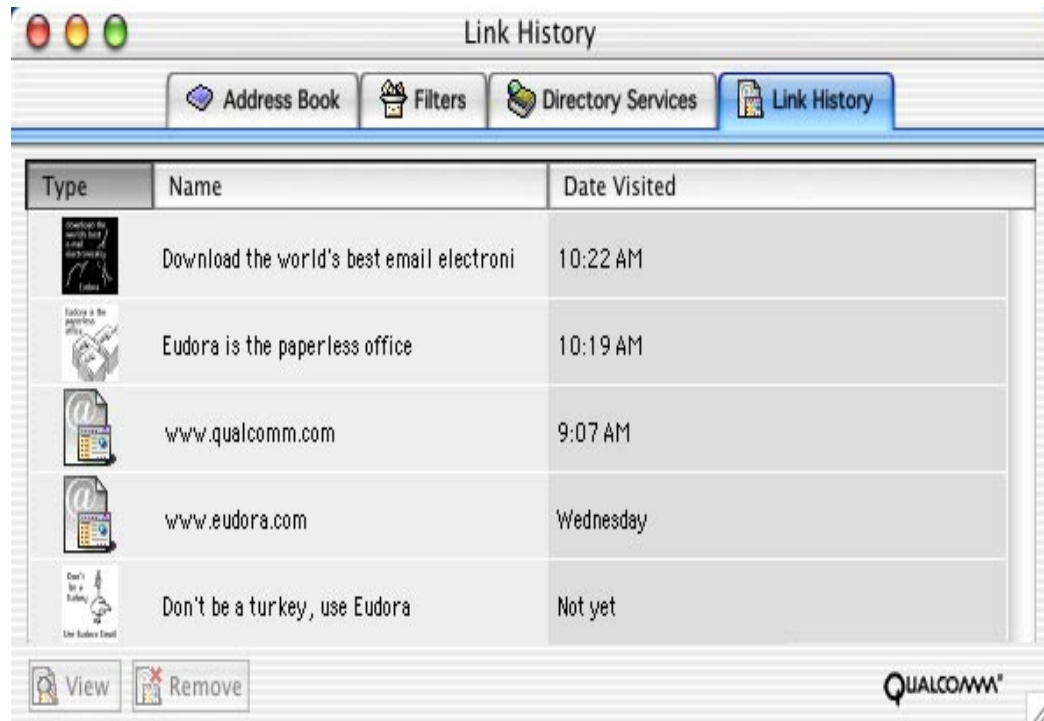 Link History
Address Book Filters Directory Services Link History
Type Name Date Visited
Download the world's best email electroni 10:22 AM
Eudora is the paperless office 10:19 AM
www.qualcomm.com 9:07 AM
www.eudora.com Wednesday
Don't be a turkey, use Eudora Not yet
View Remove QUALCOMM